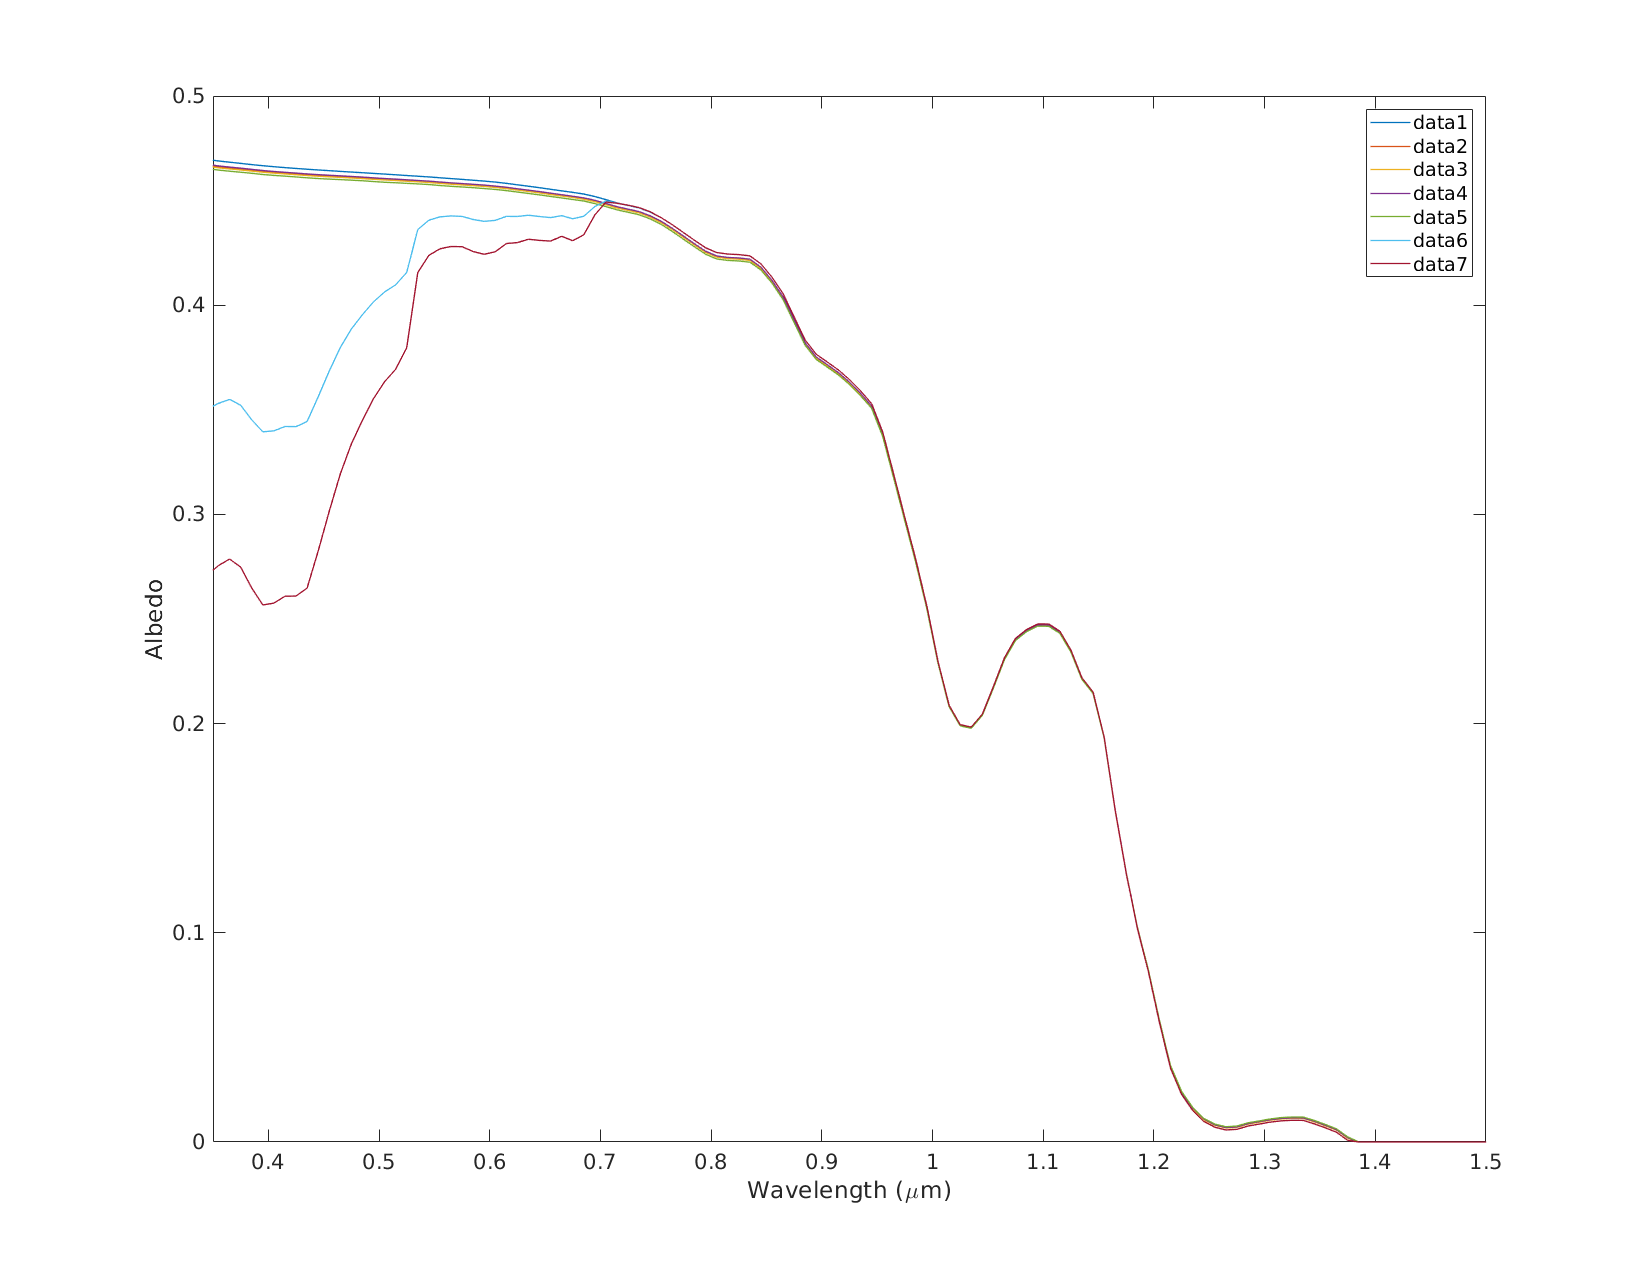 0.5
0.4
0.3
0.2
0.1
0
Albedo
data1
data2
data3
data4
data5
data6
data7
0.4 0.5 0.6 0.7 0.8 0.9 1 1.1 1.2 1.3 1.4 1.5
Wavelength (μm)